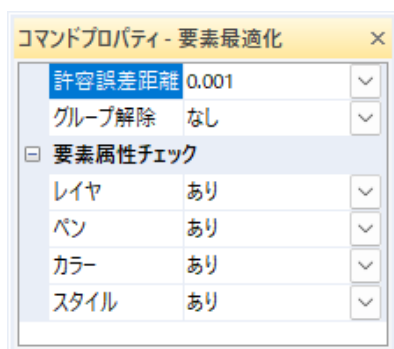 コマンドプロパティ - 要素最適化
許容誤差距離 0.001
グループ解除 なし
要素属性チェック
レイヤ あり
ペン あり
カラー あり
スタイル あり